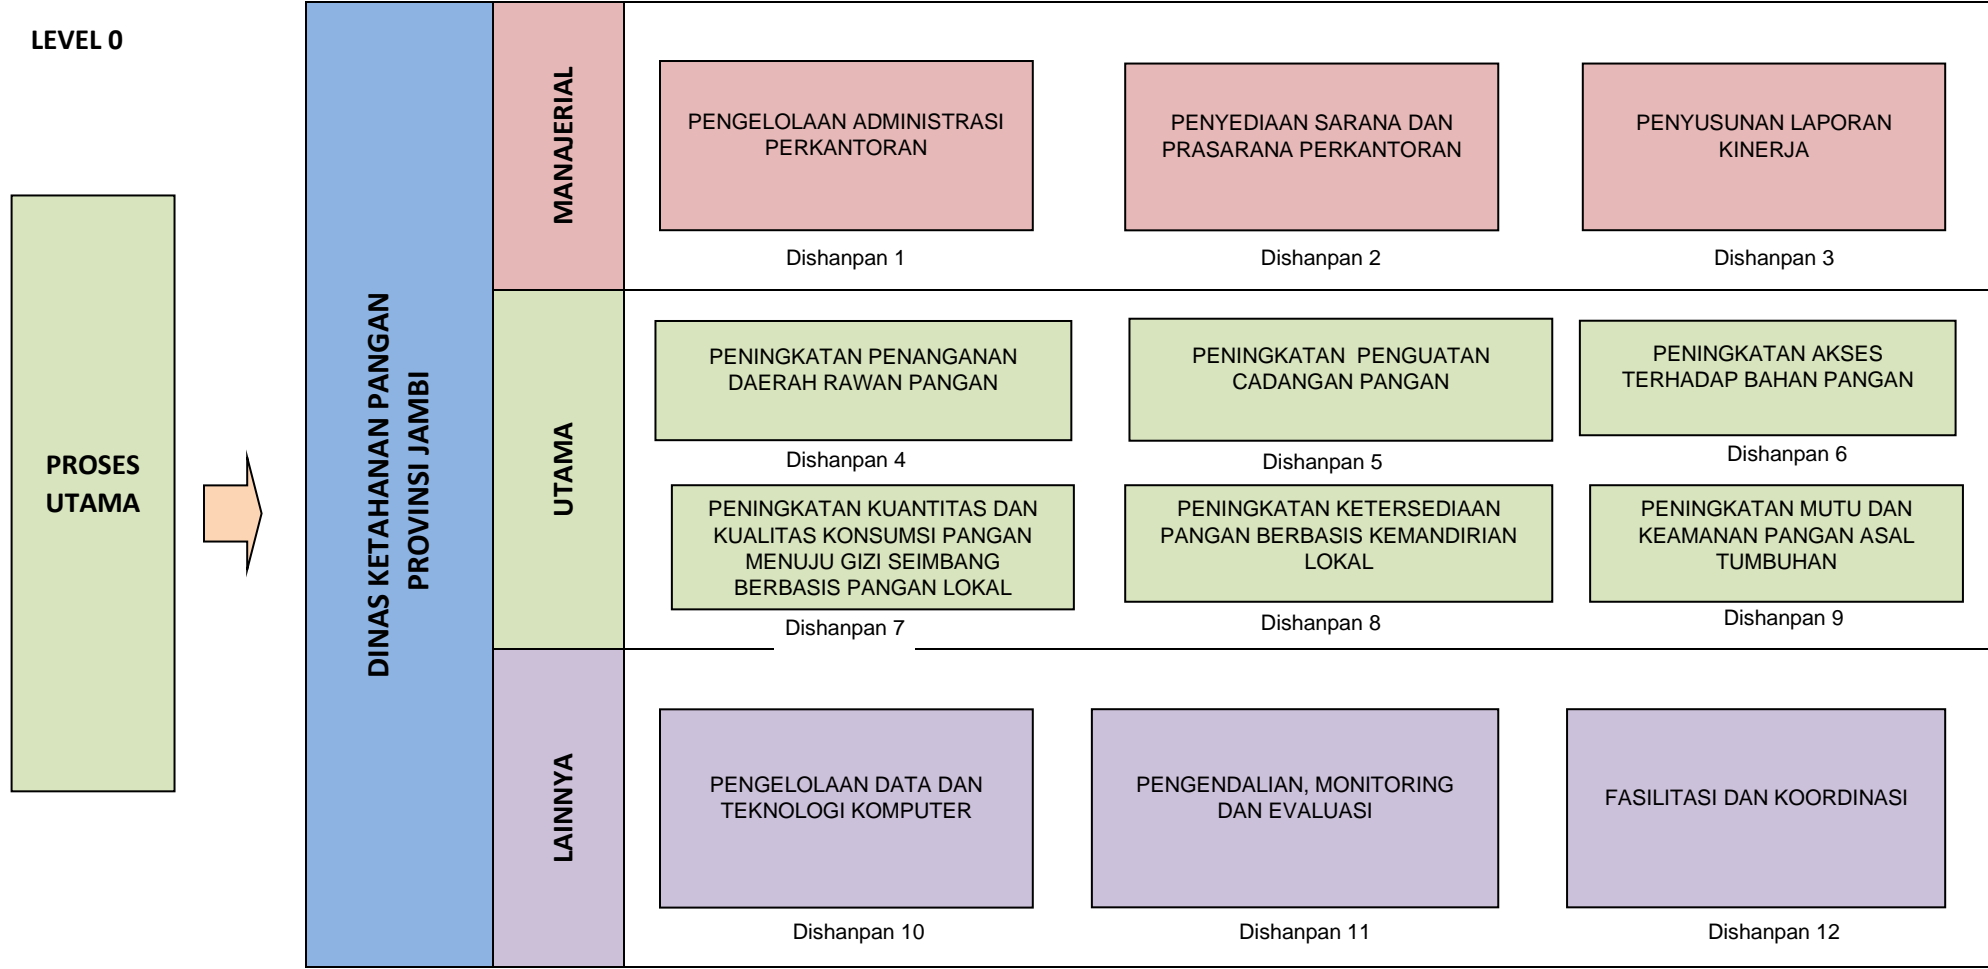 LEVEL 0
PROSES
UTAMA
DINAS KETAHANAN PANGAN
PROVINSI JAMBI
MANAJERIAL
PENGELOLAAN ADMINISTRASI
PERKANTORAN
Dishanpan 1
PENYEDIAAN SARANA DAN
PRASARANA PERKANTORAN
Dishanpan 2
PENYUSUNAN LAPORAN
KINERJA
Dishanpan 3
UTAMA
PENINGKATAN PENANGANAN
DAERAH RAWAN PANGAN
Dishanpan 4
PENINGKATAN  PENGUATAN
CADANGAN PANGAN
Dishanpan 5
PENINGKATAN AKSES
TERHADAP BAHAN PANGAN
Dishanpan 6
PENINGKATAN KUANTITAS DAN
KUALITAS KONSUMSI PANGAN
MENUJU GIZI SEIMBANG
BERBASIS PANGAN LOKAL
Dishanpan 7
PENINGKATAN KETERSEDIAAN
PANGAN BERBASIS KEMANDIRIAN
LOKAL
Dishanpan 8
PENINGKATAN MUTU DAN
KEAMANAN PANGAN ASAL
TUMBUHAN
Dishanpan 9
LAINNYA
PENGELOLAAN DATA DAN
TEKNOLOGI KOMPUTER
Dishanpan 10
PENGENDALIAN, MONITORING
DAN EVALUASI
Dishanpan 11
FASILITASI DAN KOORDINASI
Dishanpan 12